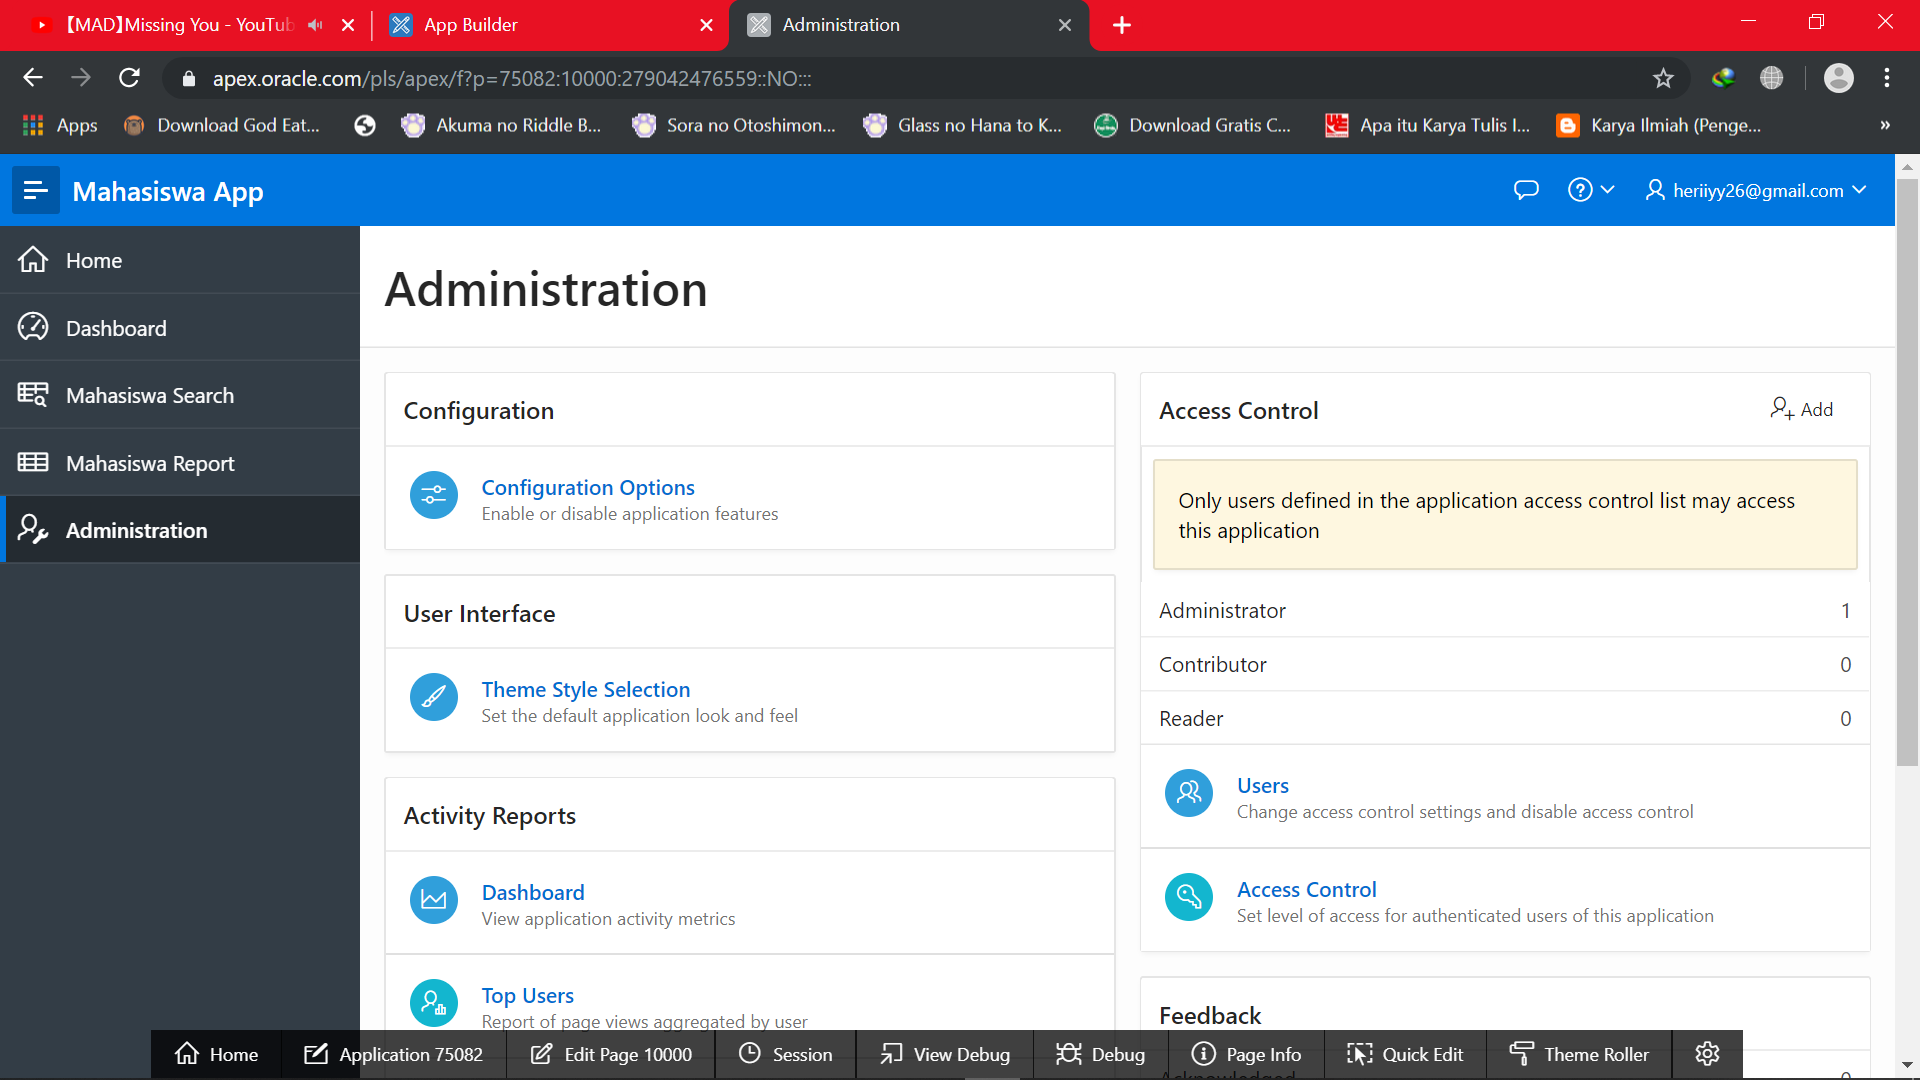 【MAD】Missing You - YouTub
App Builder
Administration
apex.oracle.com/pls/apex/f?p=75082:10000:279042476559::NO:::
Apps
Download God Eat...
Akuma no Riddle B...
Sora no Otoshimon...
Glass no Hana to K...
Download Gratis C...
Apa itu Karya Tulis I...
Karya Ilmiah (Penge...
»
Mahasiswa App
heriiyy26@gmail.com
Home
Dashboard
Mahasiswa Search
Mahasiswa Report
Administration
Administration
Configuration
Configuration Options
Enable or disable application features
User Interface
Theme Style Selection
Set the default application look and feel
Activity Reports
Dashboard
View application activity metrics
Top Users
Report of page views aggregated by user
Access Control
Add
Only users defined in the application access control list may access
this application
Administrator 1
Contributor 0
Reader 0
Users
Change access control settings and disable access control
Access Control
Set level of access for authenticated users of this application
Feedback
Home
Application 75082
Edit Page 10000
Session
View Debug
Debug
Page Info
Quick Edit
Theme Roller